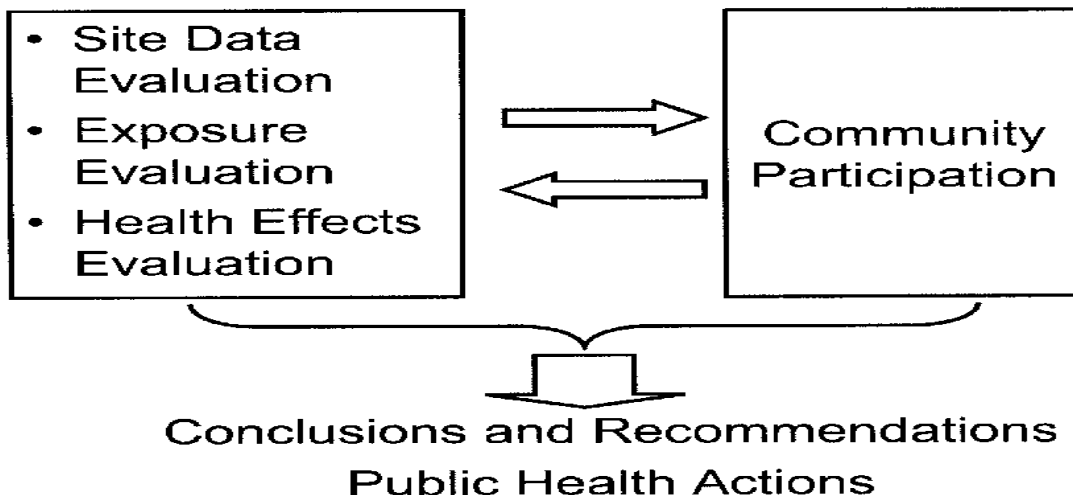 • Site Data
Evaluation
• Exposure
Evaluation
• Health Effects
Evaluation
Community
Participation
Conclusions and Recommendations
Public Health Actions